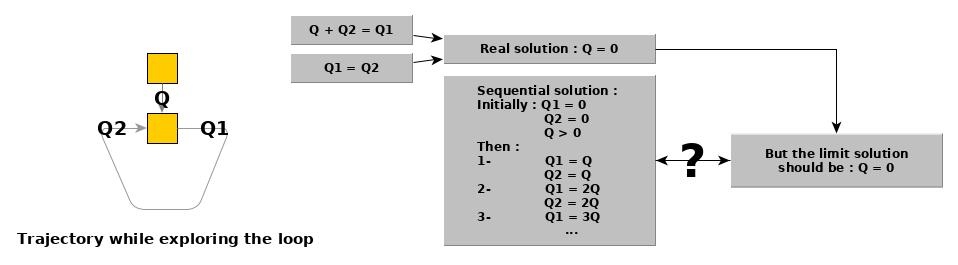 Q
Q2
Q1
Trajectory while exploring the loop
Q + Q2 = Q1
Q1 = Q2
Real solution : Q = 0
Sequential solution :
Initially : Q1 = 0
Q2 = 0
Q > 0
Then :
1- Q1 = Q
Q2 = Q
2- Q1 = 2Q
Q2 = 2Q
3- Q1 = 3Q
...
?
But the limit solution
should be : Q = 0